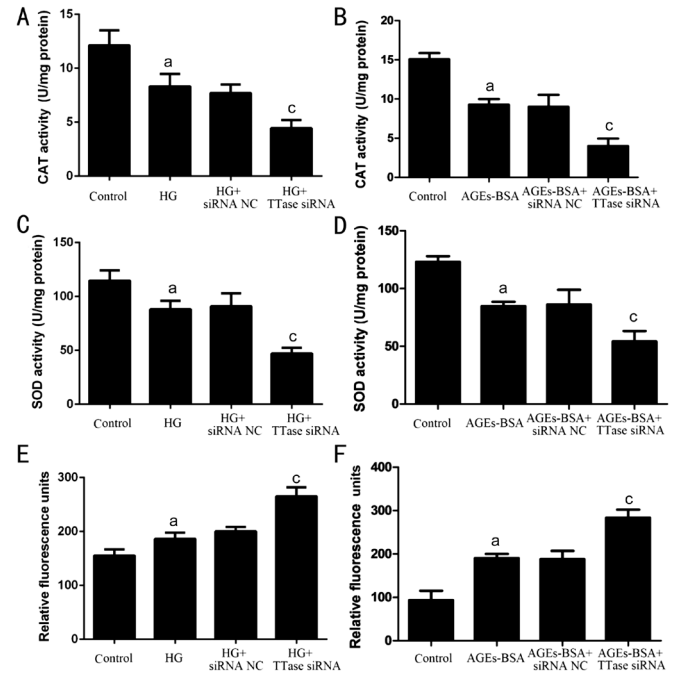 A
CAT activity (U/mg protein)
15
10
5
0
a
c
Control
HG
HG+
siRNA NC
HG+
TTase siRNA
B
CAT activity (U/mg protein)
20
15
10
5
0
a
c
Control
AGEs-BSA
AGEs-BSA+
siRNA NC
AGEs-BSA+
TTase siRNA
C
SOD activity (U/mg protein)
150
100
50
0
a
c
Control
HG
HG+
siRNA NC
HG+
TTase siRNA
D
SOD activity (U/mg protein)
150
100
50
0
a
c
Control
AGEs-BSA
AGEs-BSA+
siRNA NC
AGEs-BSA+
TTase siRNA
E
Relative fluorescence units
300
200
100
0
a
c
Control
HG
HG+
siRNA NC
HG+
TTase siRNA
F
Relative fluorescence units
400
300
200
100
0
a
c
Control
AGEs-BSA
AGEs-BSA+
siRNA NC
AGEs-BSA+
TTase siRNA